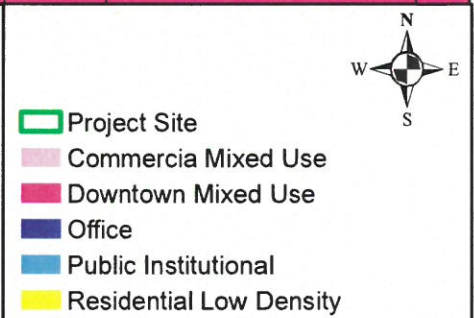 N
W E
S
Project Site
Commercia Mixed Use
Downtown Mixed Use
Office
Public Institutional
Residential Low Density